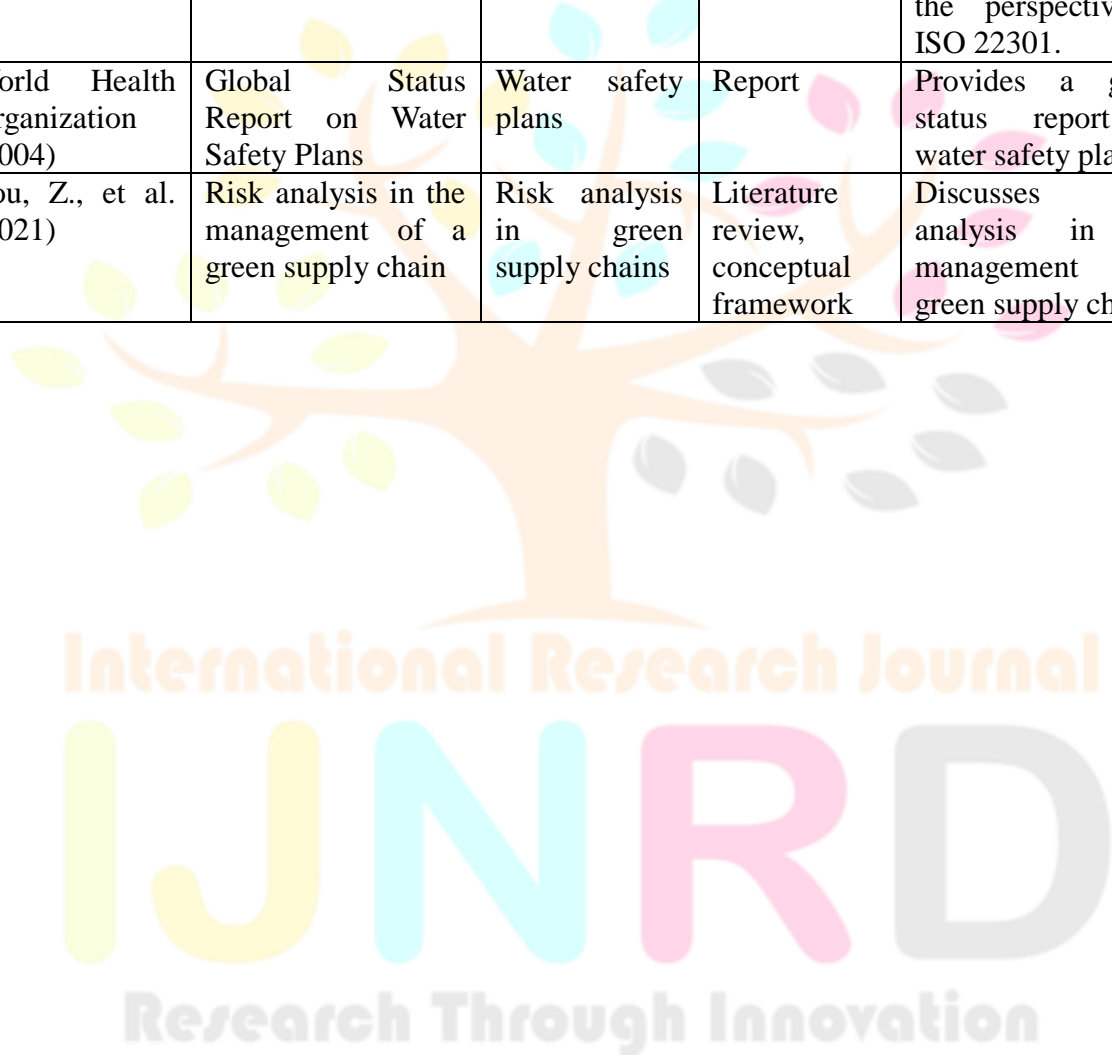 the perspectiv
ISO 22301.
orld Health
rganization
004)
Global Status
Report on Water
Safety Plans
Water safety
plans
Report
Provides a g
status report
water safety pla
ou, Z., et al.
021)
Risk analysis in the
management of a
green supply chain
Risk analysis
in green
supply chains
Literature
review,
conceptual
framework
Discusses
analysis in
management
green supply ch
International Research Journal
IJNRD
Research Through Innovation